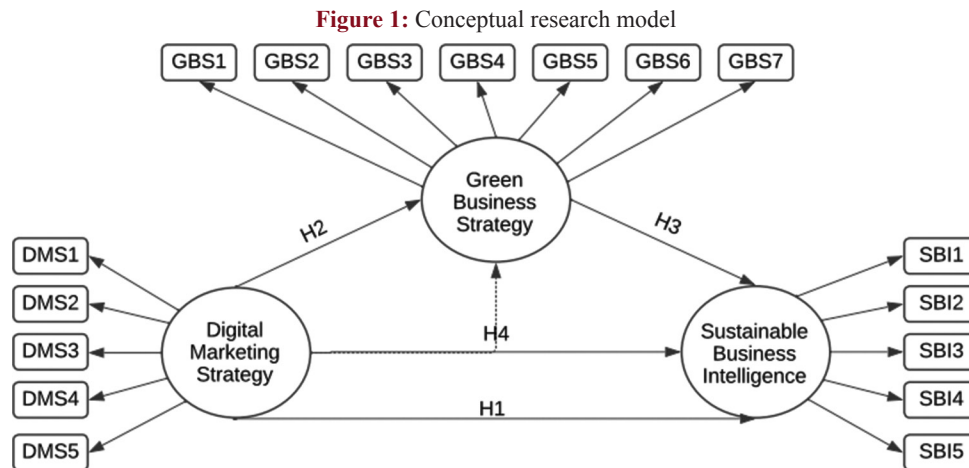 Figure 1: Conceptual research model
GBS1
GBS2
GBS3
GBS4
GBS5
GBS6
GBS7
Green
Business
Strategy
H2
H3
DMS1
DMS2
DMS3
DMS4
DMS5
Digital
Marketing
Strategy
H4
H1
Sustainable
Business
Intelligence
SBI1
SBI2
SBI3
SBI4
SBI5